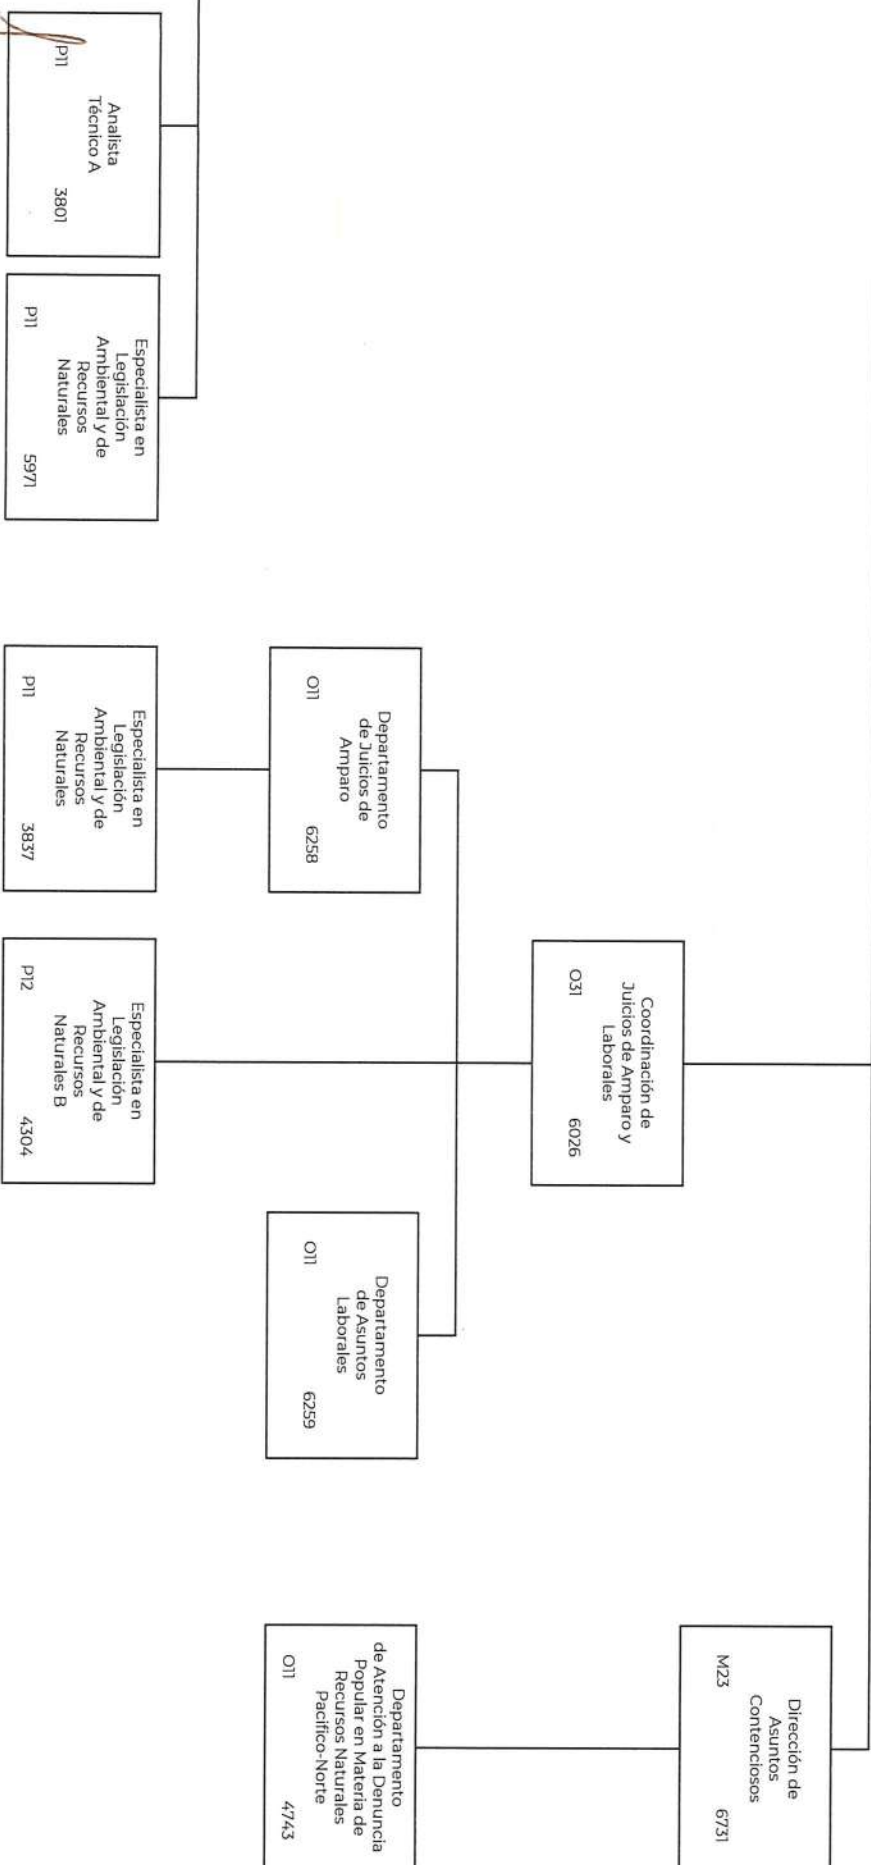 Dirección de
Asuntos
Contenciosos
M23 6731
Coordinación de
Juicios de Amparo y
Laborales
O31 6026
Departamento
de Juicios de
Amparo
O11 6258
Departamento
de Asuntos
Laborales
O11 6259
Departamento
de Atención a la Denuncia
Popular en Materia de
Recursos Naturales
Pacifico-Norte
O11 4743
Analista
Técnico A
P11 3801
Especialista en
Legislación
Ambiental y de
Recursos
Naturales
P11 5971
Especialista en
Legislación
Ambiental y de
Recursos
Naturales
P11 3837
Especialista en
Legislación
Ambiental y de
Recursos
Naturales B
P12 4304